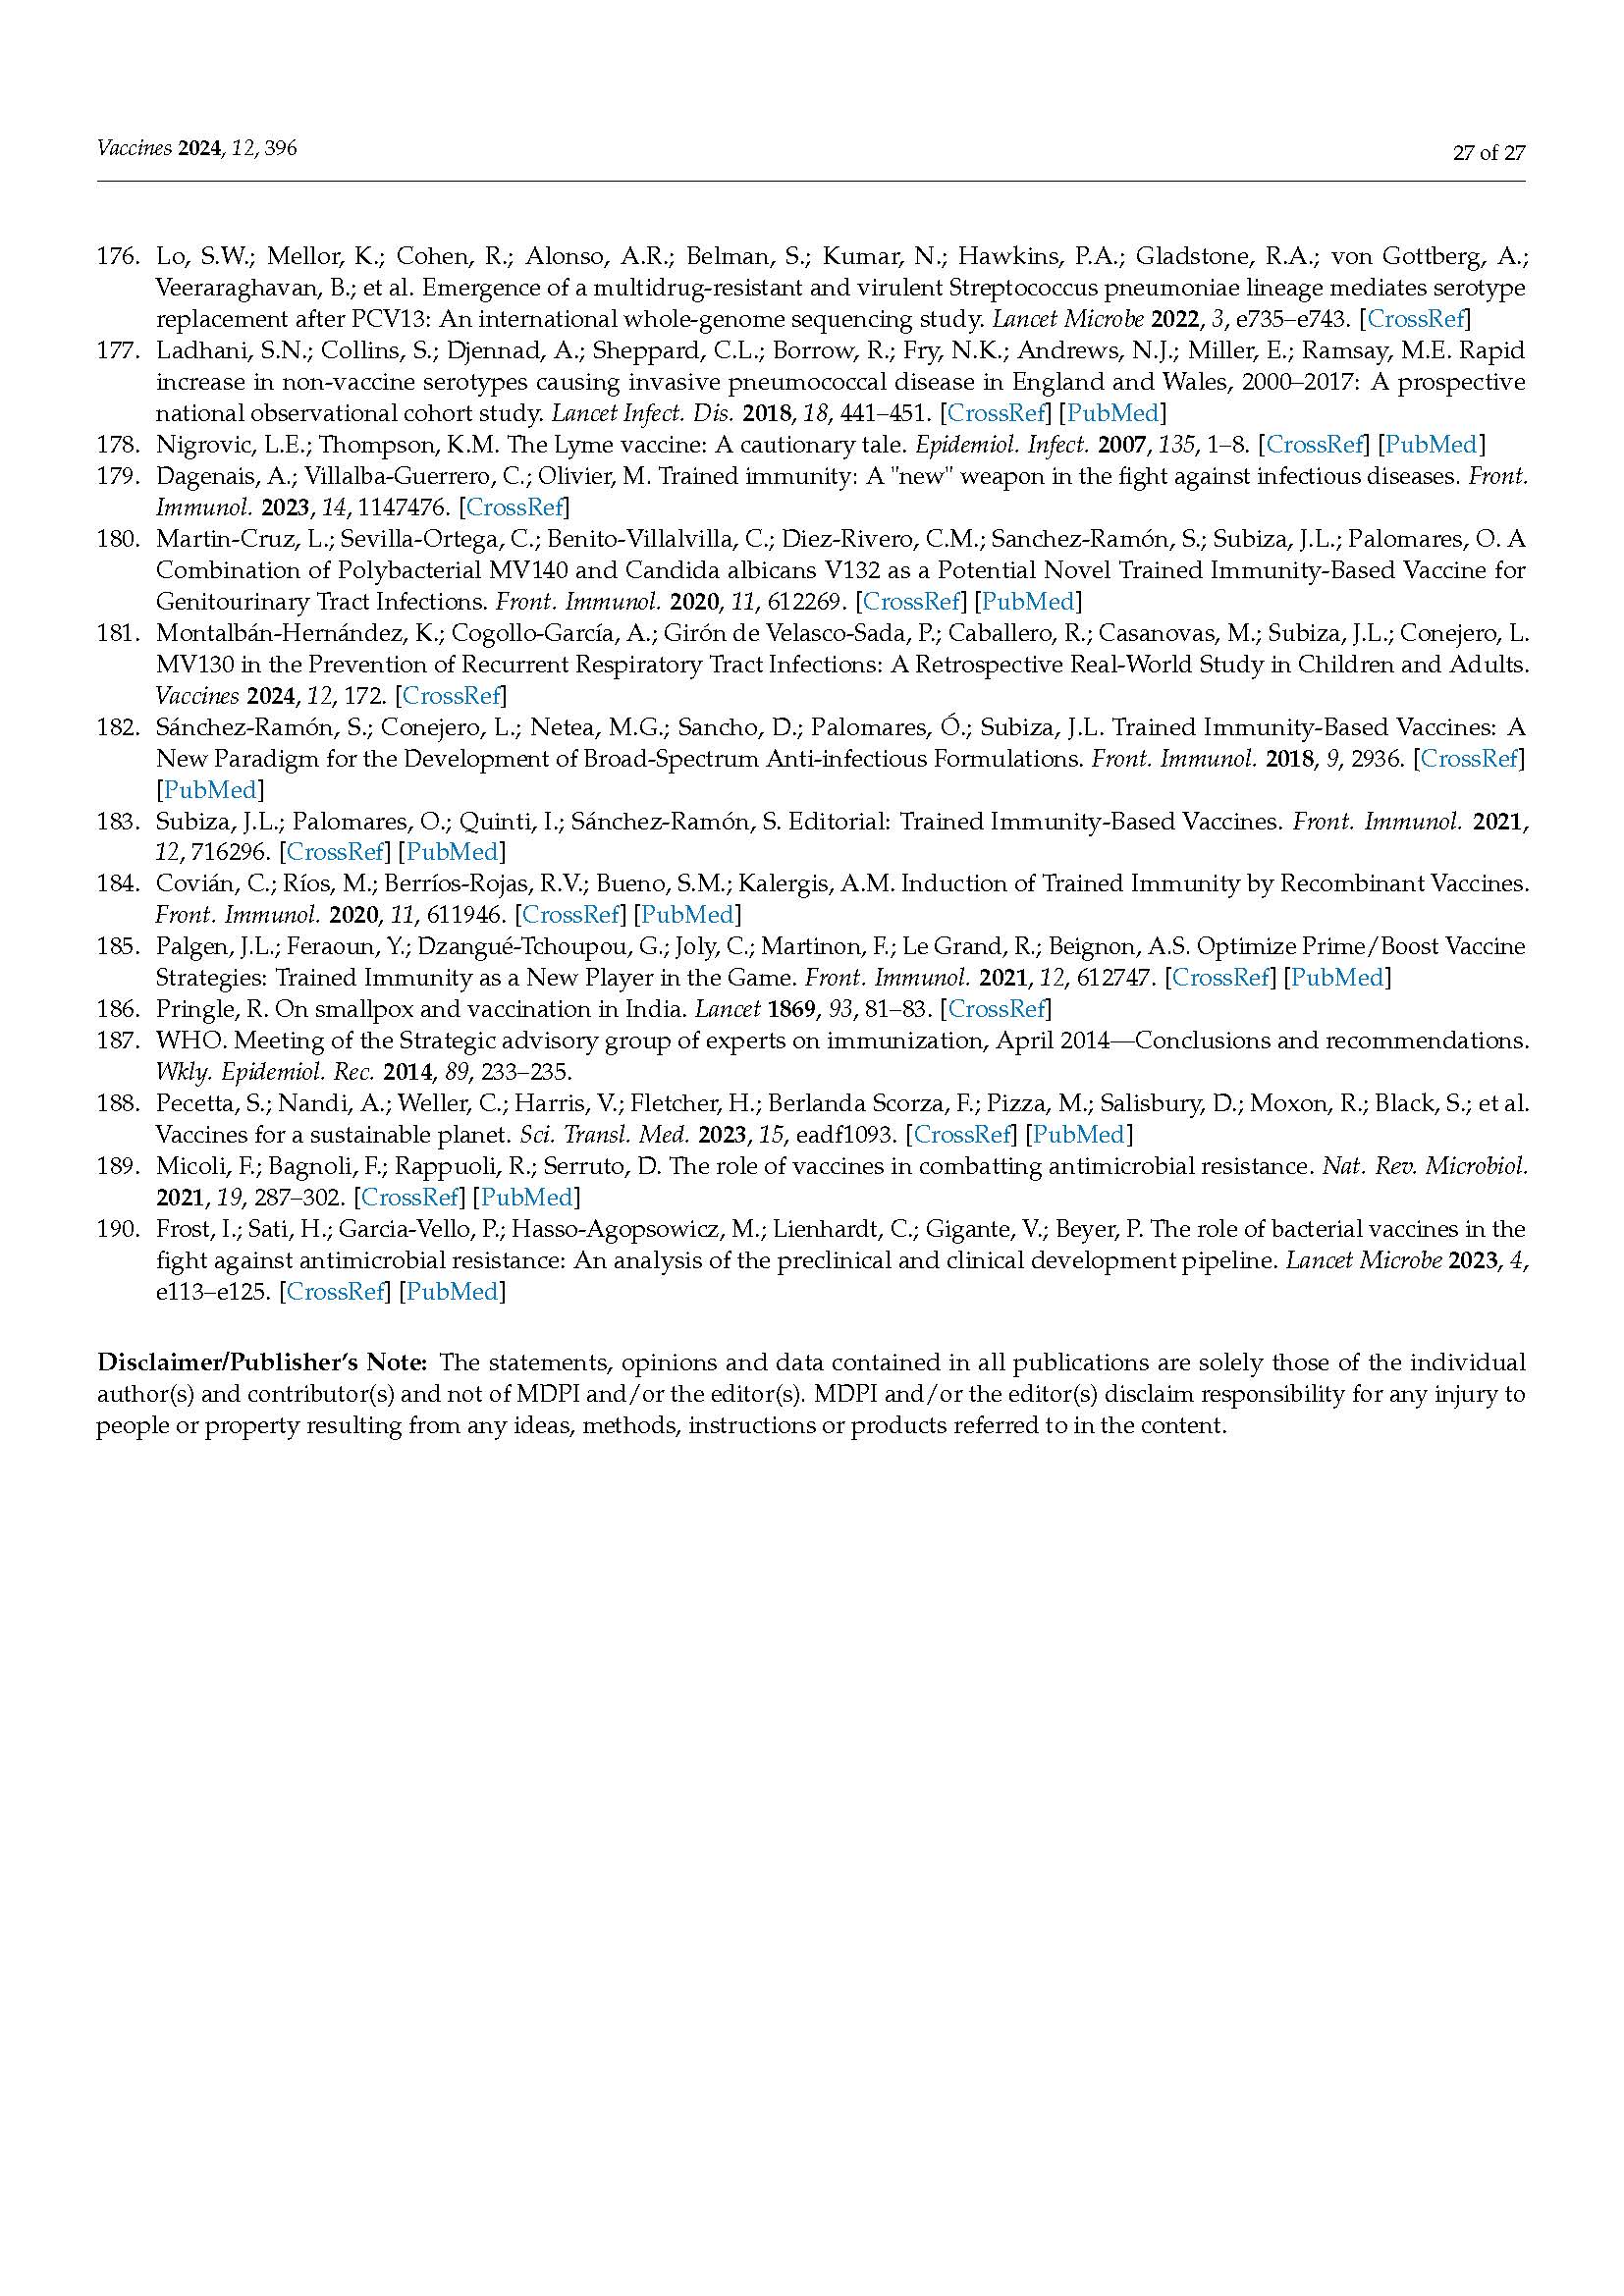 Vaccines 2024, 12, 396
27 of 27
176. Lo, S.W.; Mellor, K.; Cohen, R.; Alonso, A.R.; Belman, S.; Kumar, N.; Hawkins, P.A.; Gladstone, R.A.; von Gottberg, A.;
Veeraraghavan, B.; et al. Emergence of a multidrug-resistant and virulent Streptococcus pneumoniae lineage mediates serotype
replacement after PCV13: An international whole-genome sequencing study. Lancet Microbe 2022, 3, e735–e743. [CrossRef]
177. Ladhani, S.N.; Collins, S.; Djennad, A.; Sheppard, C.L.; Borrow, R.; Fry, N.K.; Andrews, N.J.; Miller, E.; Ramsay, M.E. Rapid
increase in non-vaccine serotypes causing invasive pneumococcal disease in England and Wales, 2000–2017: A prospective
national observational cohort study. Lancet Infect. Dis. 2018, 18, 441–451. [CrossRef] [PubMed]
178. Nigrovic, L.E.; Thompson, K.M. The Lyme vaccine: A cautionary tale. Epidemiol. Infect. 2007, 135, 1–8. [CrossRef] [PubMed]
179. Dagenais, A.; Villalba-Guerrero, C.; Olivier, M. Trained immunity: A "new" weapon in the fight against infectious diseases. Front.
Immunol. 2023, 14, 1147476. [CrossRef]
180. Martin-Cruz, L.; Sevilla-Ortega, C.; Benito-Villalvilla, C.; Diez-Rivero, C.M.; Sanchez-Ramón, S.; Subiza, J.L.; Palomares, O. A
Combination of Polybacterial MV140 and Candida albicans V132 as a Potential Novel Trained Immunity-Based Vaccine for
Genitourinary Tract Infections. Front. Immunol. 2020, 11, 612269. [CrossRef] [PubMed]
181. Montalbán-Hernández, K.; Cogollo-García, A.; Girón de Velasco-Sada, P.; Caballero, R.; Casanovas, M.; Subiza, J.L.; Conejero, L.
MV130 in the Prevention of Recurrent Respiratory Tract Infections: A Retrospective Real-World Study in Children and Adults.
Vaccines 2024, 12, 172. [CrossRef]
182. Sánchez-Ramón, S.; Conejero, L.; Netea, M.G.; Sancho, D.; Palomares, Ó.; Subiza, J.L. Trained Immunity-Based Vaccines: A
New Paradigm for the Development of Broad-Spectrum Anti-infectious Formulations. Front. Immunol. 2018, 9, 2936. [CrossRef]
[PubMed]
183. Subiza, J.L.; Palomares, O.; Quinti, I.; Sánchez-Ramón, S. Editorial: Trained Immunity-Based Vaccines. Front. Immunol. 2021,
12, 716296. [CrossRef] [PubMed]
184. Covián, C.; Ríos, M.; Berríos-Rojas, R.V.; Bueno, S.M.; Kalergis, A.M. Induction of Trained Immunity by Recombinant Vaccines.
Front. Immunol. 2020, 11, 611946. [CrossRef] [PubMed]
185. Palgen, J.L.; Feraoun, Y.; Dzangué-Tchoupou, G.; Joly, C.; Martinon, F.; Le Grand, R.; Beignon, A.S. Optimize Prime/Boost Vaccine
Strategies: Trained Immunity as a New Player in the Game. Front. Immunol. 2021, 12, 612747. [CrossRef] [PubMed]
186. Pringle, R. On smallpox and vaccination in India. Lancet 1869, 93, 81–83. [CrossRef]
187. WHO. Meeting of the Strategic advisory group of experts on immunization, April 2014—Conclusions and recommendations.
Wkly. Epidemiol. Rec. 2014, 89, 233–235.
188. Pecetta, S.; Nandi, A.; Weller, C.; Harris, V.; Fletcher, H.; Berlanda Scorza, F.; Pizza, M.; Salisbury, D.; Moxon, R.; Black, S.; et al.
Vaccines for a sustainable planet. Sci. Transl. Med. 2023, 15, eadf1093. [CrossRef] [PubMed]
189. Micoli, F.; Bagnoli, F.; Rappuoli, R.; Serruto, D. The role of vaccines in combatting antimicrobial resistance. Nat. Rev. Microbiol.
2021, 19, 287–302. [CrossRef] [PubMed]
190. Frost, I.; Sati, H.; Garcia-Vello, P.; Hasso-Agopsowicz, M.; Lienhardt, C.; Gigante, V.; Beyer, P. The role of bacterial vaccines in the
fight against antimicrobial resistance: An analysis of the preclinical and clinical development pipeline. Lancet Microbe 2023, 4,
e113–e125. [CrossRef] [PubMed]
Disclaimer/Publisher’s Note: The statements, opinions and data contained in all publications are solely those of the individual
author(s) and contributor(s) and not of MDPI and/or the editor(s). MDPI and/or the editor(s) disclaim responsibility for any injury to
people or property resulting from any ideas, methods, instructions or products referred to in the content.